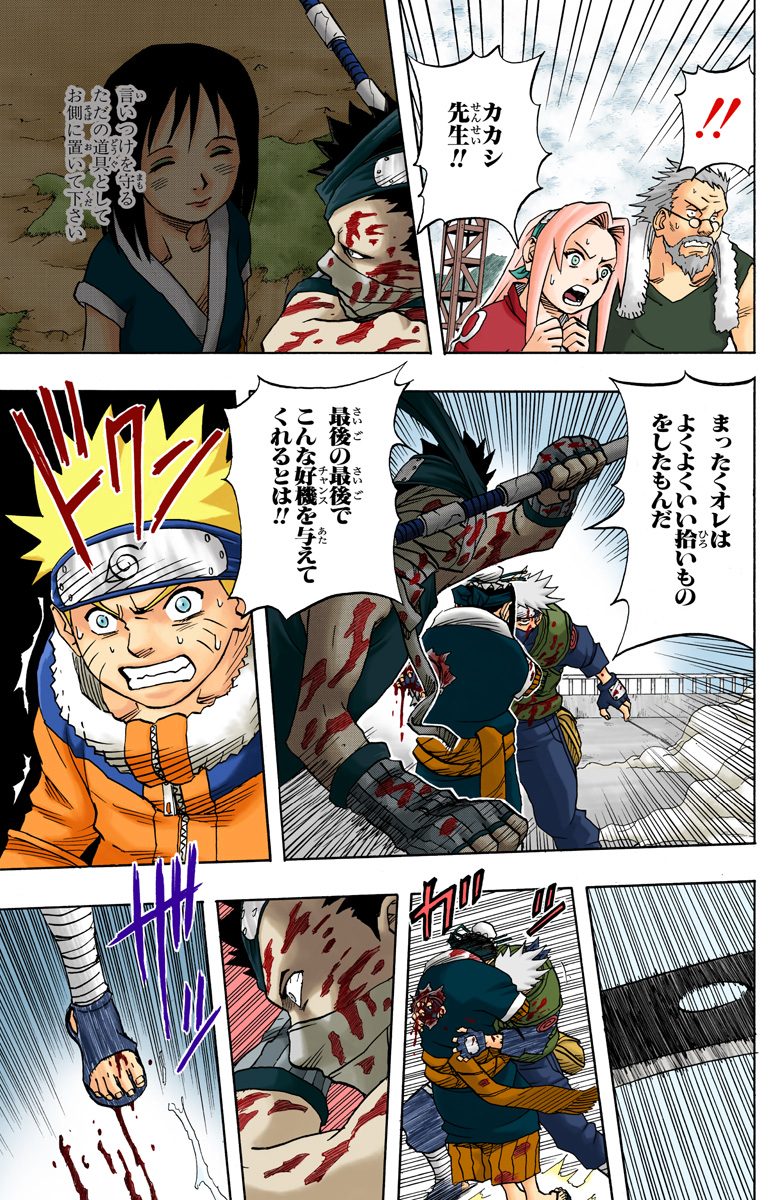 !!
カカシ
先生!!
言いつけを守る
ただの道具として
お側に置いて下さい
まったくオレは
よくよくいい拾いもの
をしたもんだ
最後の最後で
こんな好機を与えて
くれるとは!!
ドクン
ガッ
ザザッ